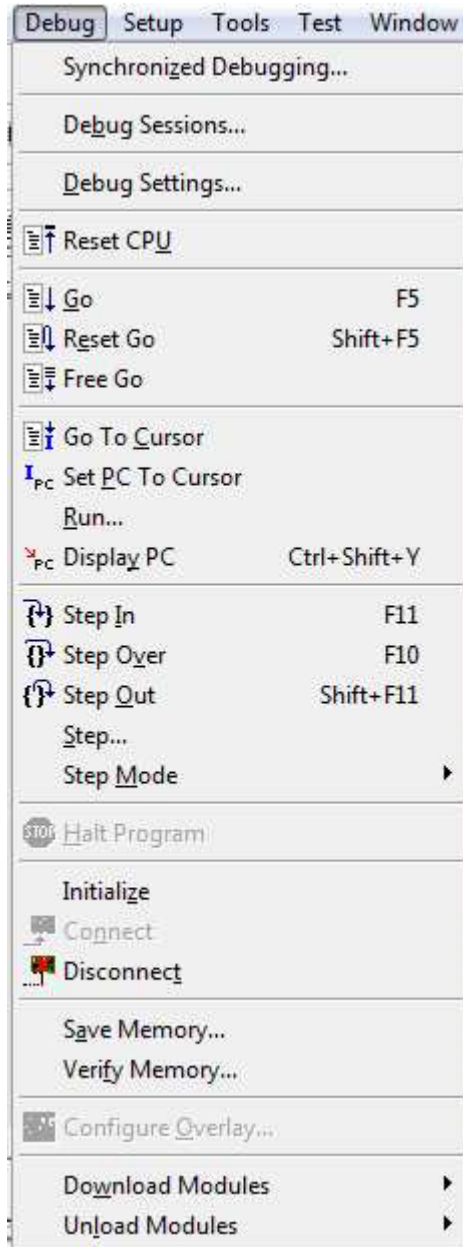 Debug Setup Tools Test Window
Synchronized Debugging...
Debug Sessions...
Debug Settings...
Reset CPU
Go F5
Reset Go Shift+F5
Free Go
Go To Cursor
I PC Set PC To Cursor
Run...
PC Display PC Ctrl+Shift+Y
{} Step In F11
{} Step Over F10
{} Step Out Shift+F11
Step...
Step Mode
STOP Halt Program
Initialize
Connect
Disconnect
Save Memory...
Verify Memory...
Configure Overlay...
Download Modules
Unload Modules